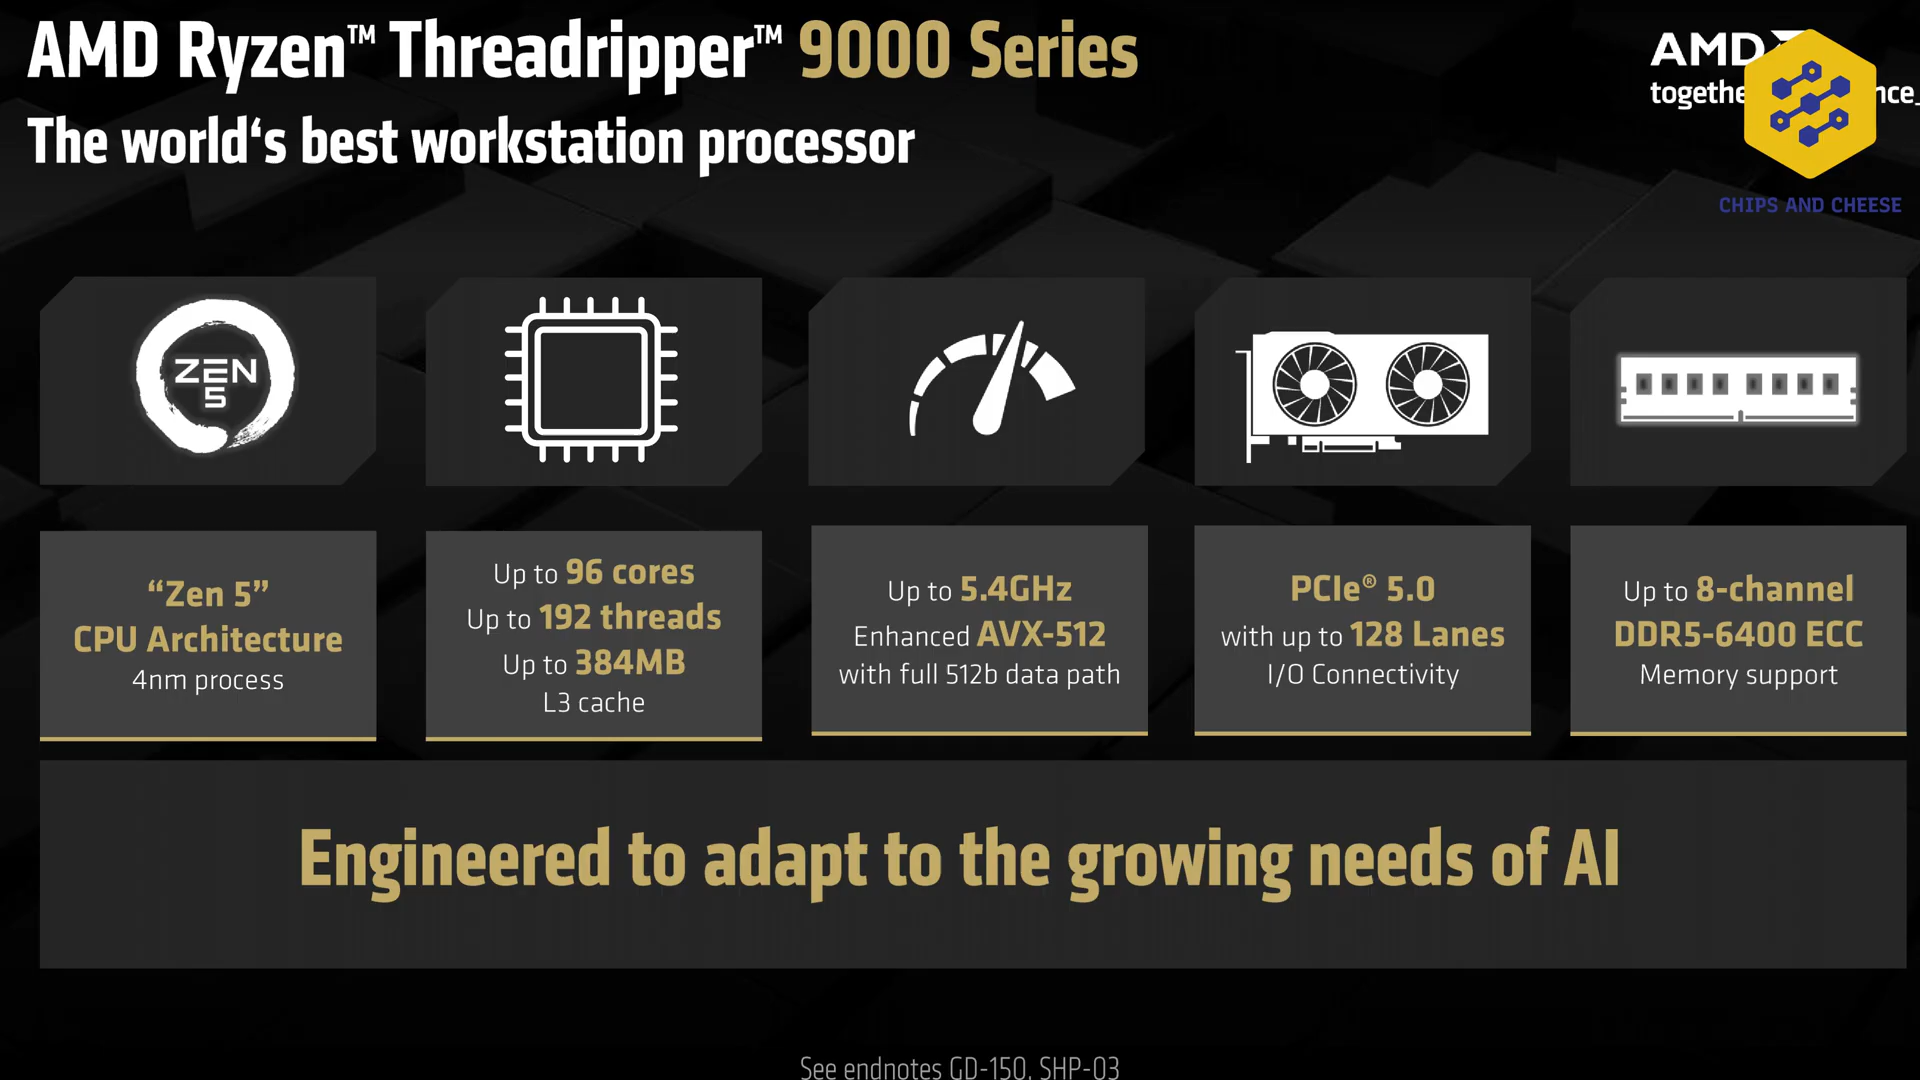 AMD Ryzen™ Threadripper™ 9000 Series
The world‘s best workstation processor
AMD
CHIPS AND CHEESE
ZEN
5
“Zen 5”
CPU Architecture
4nm process
Up to 96 cores
Up to 192 threads
Up to 384MB
L3 cache
Up to 5.4GHz
Enhanced AVX-512
with full 512b data path
PCIe® 5.0
with up to 128 Lanes
I/O Connectivity
Up to 8-channel
DDR5-6400 ECC
Memory support
Engineered to adapt to the growing needs of AI
See endnotes GD-150, SHP-03